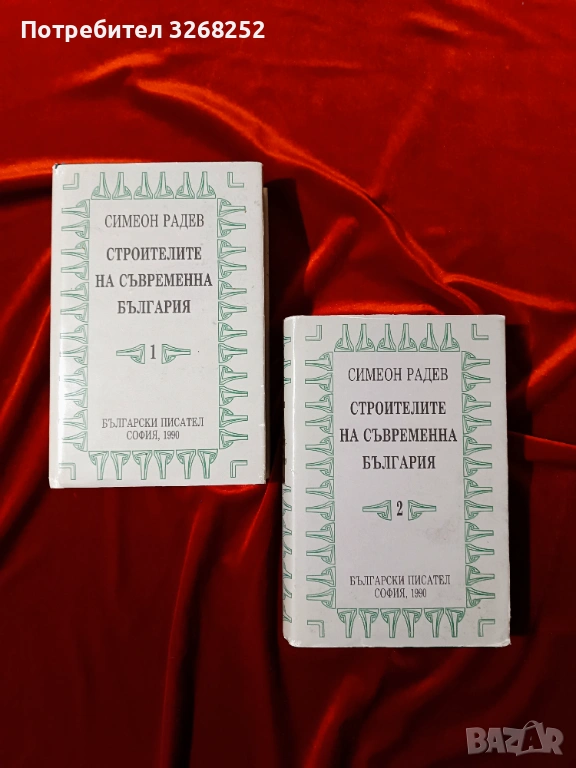 Потребител 3268252
СИМЕОН РАДЕВ
СТРОИТЕЛИТЕ
НА СЪВРЕМЕННА
БЪЛГАРИЯ
1
БЪЛГАРСКИ ПИСАТЕЛ
СОФИЯ, 1990
СИМЕОН РАДЕВ
СТРОИТЕЛИТЕ
НА СЪВРЕМЕННА
БЪЛГАРИЯ
2
БЪЛГАРСКИ ПИСАТЕЛ
СОФИЯ, 1990
BAZAR